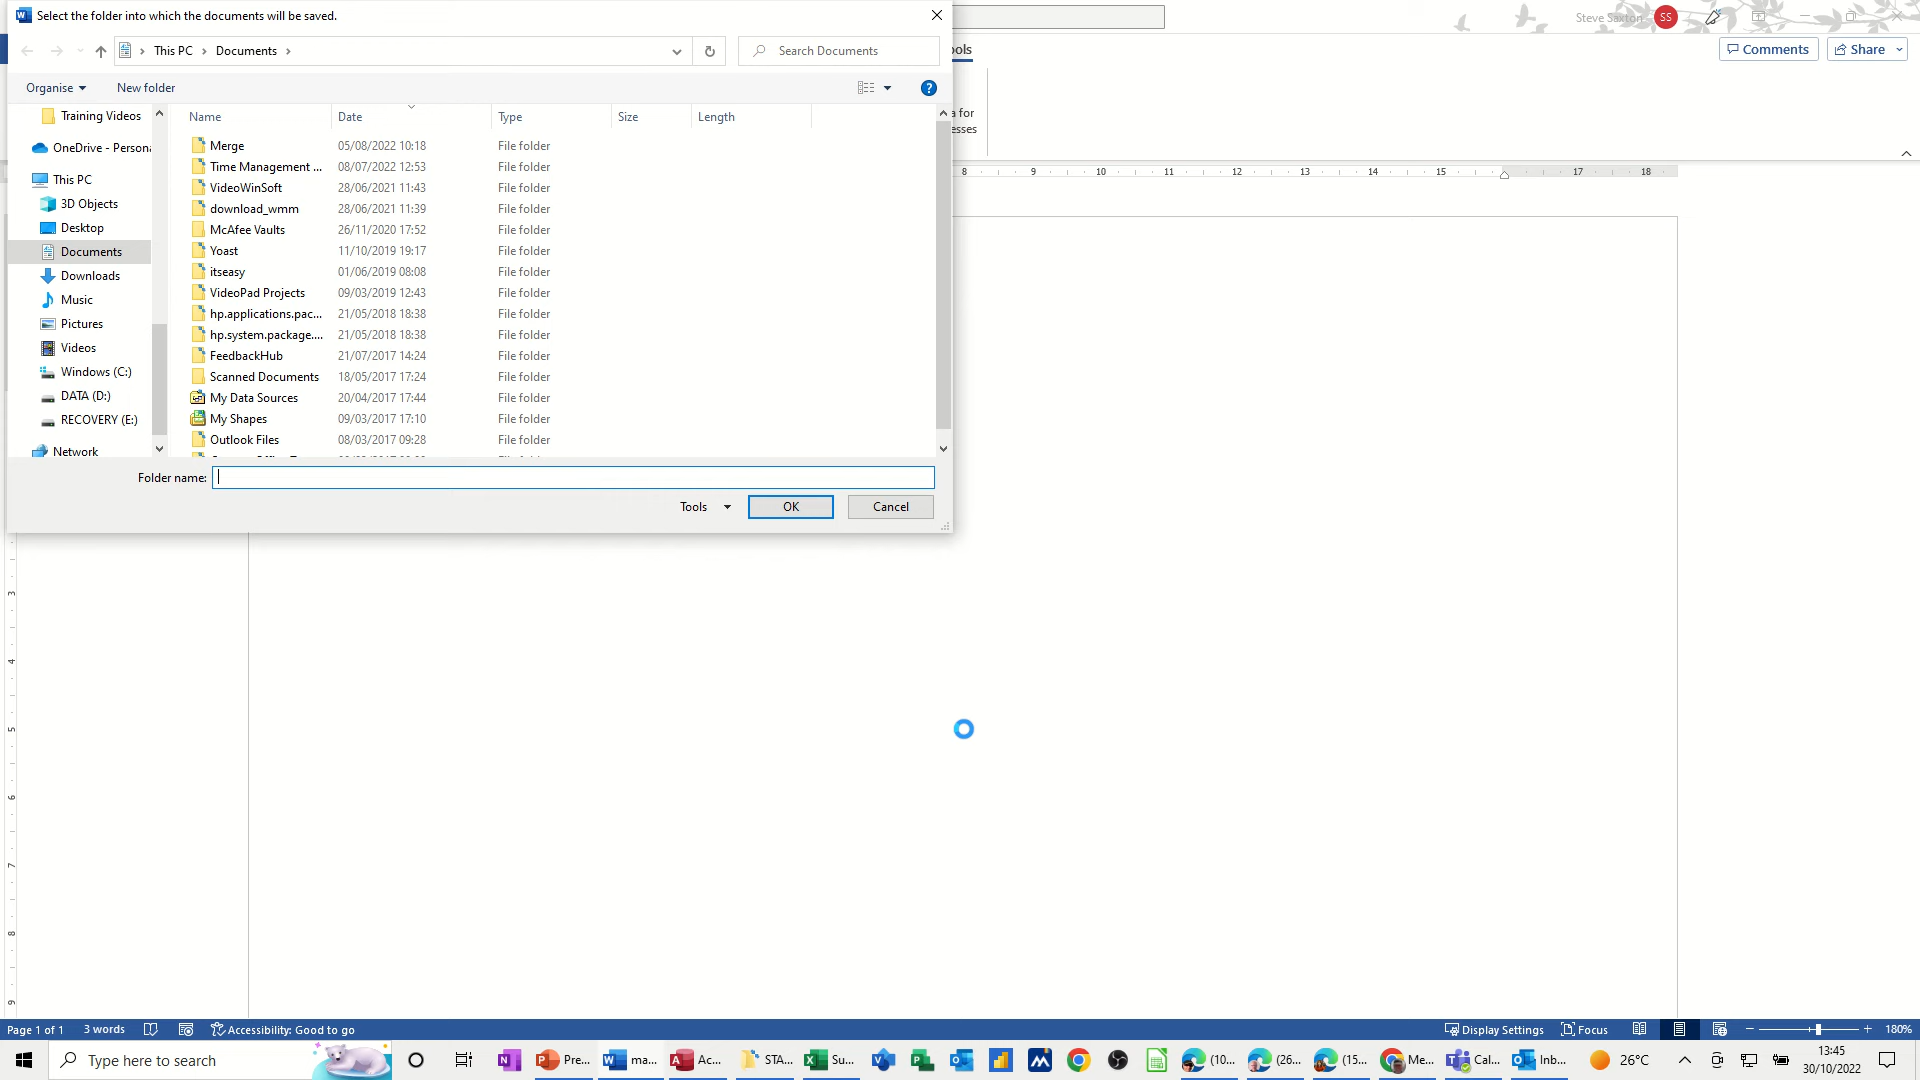 Select the folder into which the documents will be saved.
Steve Saxton SS
This PC Documents
Search Documents
Comments
Share
Organise
New folder
Training Videos
OneDrive - Persona
This PC
3D Objects
Desktop
Documents
Downloads
Music
Pictures
Videos
Windows (C:)
DATA (D:)
RECOVERY (E:)
Network
Name Date Type Size Length
Merge 05/08/2022 10:18 File folder
Time Management ... 08/07/2022 12:53 File folder
VideoWinSoft 28/06/2021 11:43 File folder
download_wmm 28/06/2021 11:39 File folder
McAfee Vaults 26/11/2020 17:52 File folder
Yoast 11/10/2019 19:17 File folder
itseasy 01/06/2019 08:08 File folder
VideoPad Projects 09/03/2019 12:43 File folder
hp.applications.pac... 21/05/2018 18:38 File folder
hp.system.package.... 21/05/2018 18:38 File folder
FeedbackHub 21/07/2017 14:24 File folder
Scanned Documents 18/05/2017 17:24 File folder
My Data Sources 20/04/2017 17:44 File folder
My Shapes 09/03/2017 17:10 File folder
Outlook Files 08/03/2017 09:28 File folder
Folder name:
Tools OK Cancel
ols
a for
esses
8 9 10 11 12 13 14 15 17 18
3
4
5
6
7
8
9
Page 1 of 1 3 words Accessibility: Good to go
Display Settings Focus 180%
Type here to search
Pre... ma... Ac... STA... Su... (10... (26... (15... Me... Cal... Inb...
26°C
13:45
30/10/2022